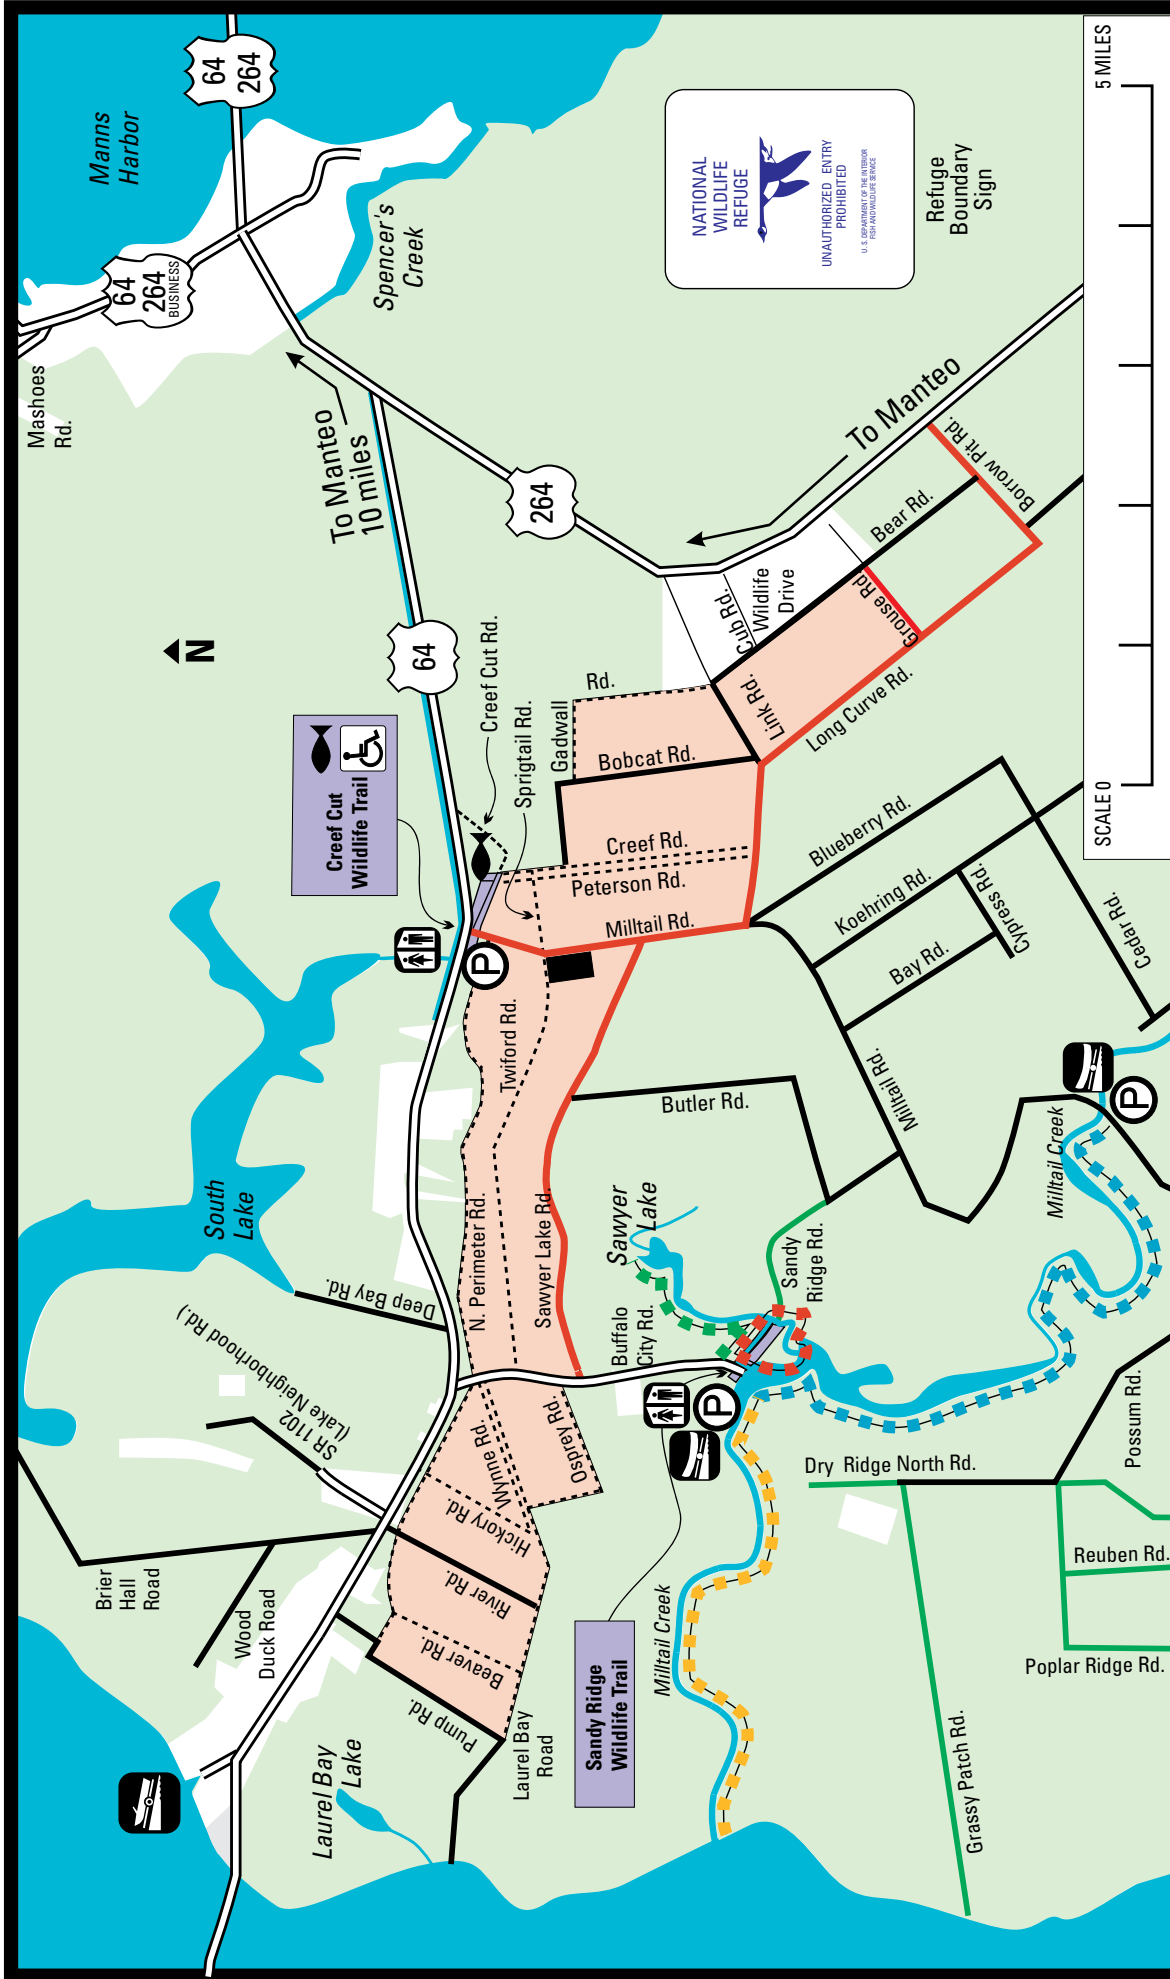 64
264
Manns
Harbor
64
264
BUSINESS
Mashoes
Rd.
Spencer's
Creek
NATIONAL
WILDLIFE
REFUGE
UNAUTHORIZED ENTRY
PROHIBITED
U. S. DEPARTMENT OF THE INTERIOR
FISH AND WILDLIFE SERVICE
Refuge
Boundary
Sign
5 MILES
SCALE 0
To Manteo
10 miles
To Manteo
264
64
N
Borrow Pit Rd.
Bear Rd.
Grouse Rd.
Wildlife
Drive
Cub Rd.
Link Rd.
Long Curve Rd.
Creef Cut Rd.
Sprigtail Rd.
Gadwall
Rd.
Bobcat Rd.
Creef Rd.
Peterson Rd.
Milltail Rd.
Creef Cut
Wildlife Trail
P
Blueberry Rd.
Koehring Rd.
Cypress Rd.
Bay Rd.
Cedar Rd.
Milltail Rd.
Twiford Rd.
Butler Rd.
Milltail Creek
P
South
Lake
Deep Bay Rd.
N. Perimeter Rd.
Sawyer Lake Rd.
Sawyer
Lake
Sandy
Ridge Rd.
Buffalo
City Rd.
P
SR 1102
(Lake Neighborhood Rd.)
Wynne Rd.
Osprey Rd.
Hickory Rd.
River Rd.
Beaver Rd.
Pump Rd.
Brier
Hall
Road
Wood
Duck Road
Laurel Bay
Lake
Laurel Bay
Road
Sandy Ridge
Wildlife Trail
Milltail Creek
Dry Ridge North Rd.
Possum Rd.
Reuben Rd.
Poplar Ridge Rd.
Grassy Patch Rd.